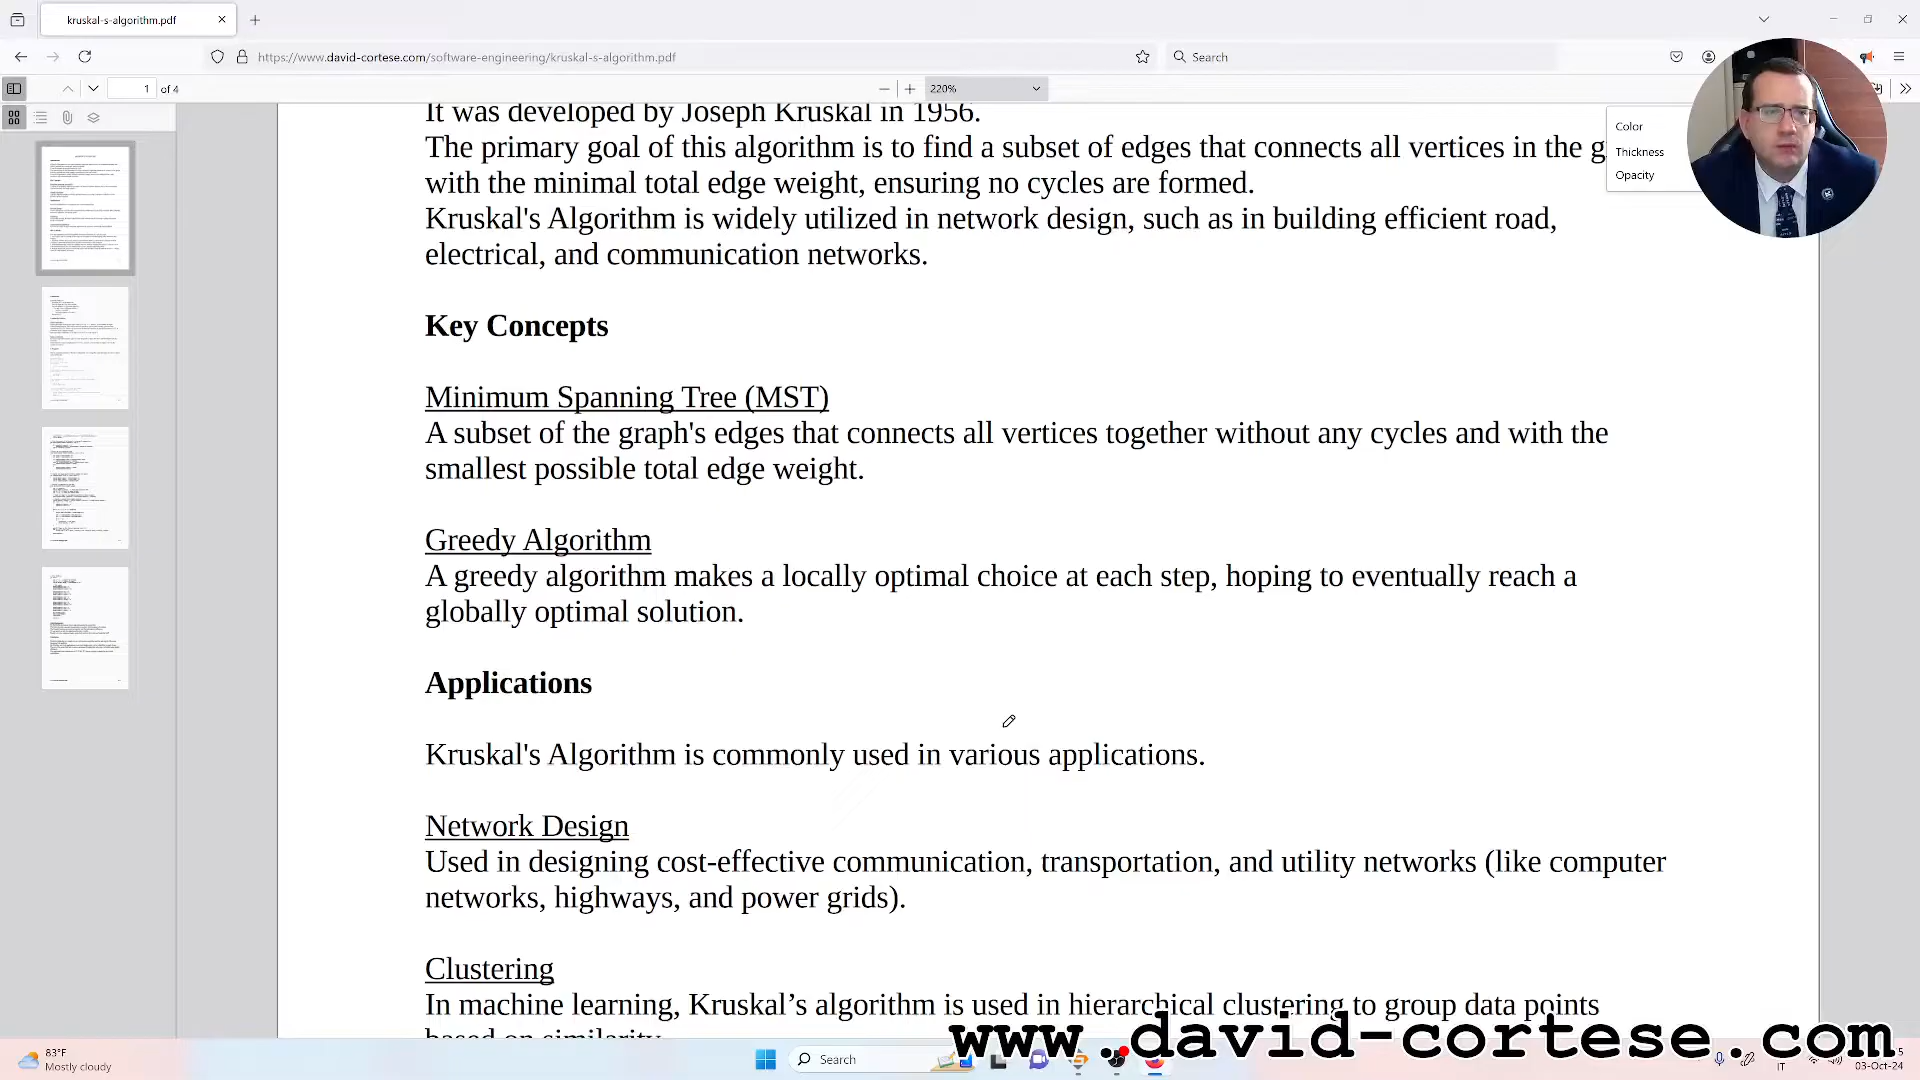 kruskal-s-algorithm.pdf
https://www.david-cortese.com/software-engineering/kruskal-s-algorithm.pdf
Search
1 of 4
220%
It was developed by Joseph Kruskal in 1956.
The primary goal of this algorithm is to find a subset of edges that connects all vertices in the g
with the minimal total edge weight, ensuring no cycles are formed.
Kruskal's Algorithm is widely utilized in network design, such as in building efficient road,
electrical, and communication networks.
Color
Thickness
Opacity
Key Concepts
Minimum Spanning Tree (MST)
A subset of the graph's edges that connects all vertices together without any cycles and with the
smallest possible total edge weight.
Greedy Algorithm
A greedy algorithm makes a locally optimal choice at each step, hoping to eventually reach a
globally optimal solution.
Applications
Kruskal's Algorithm is commonly used in various applications.
Network Design
Used in designing cost-effective communication, transportation, and utility networks (like computer
networks, highways, and power grids).
Clustering
In machine learning, Kruskal’s algorithm is used in hierarchical clustering to group data points
based on similarity.
www.david-cortese.com
83°F
Mostly cloudy
Search
IT
03-Oct-24